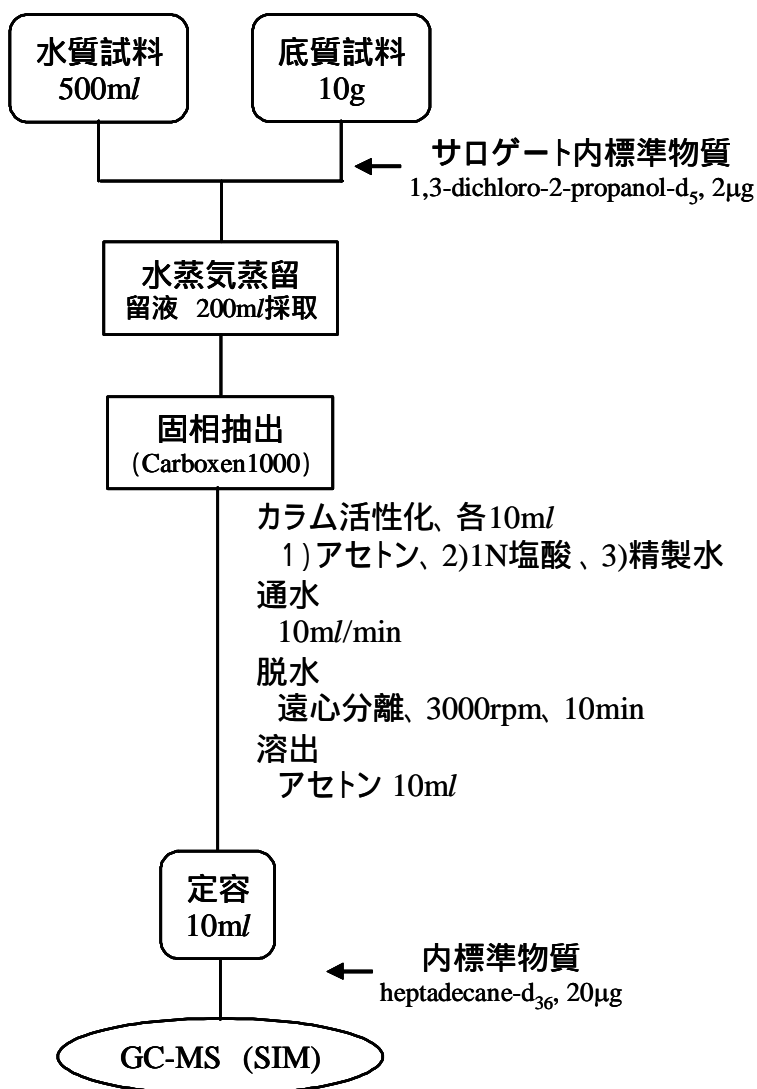 水質試料
500ml
底質試料
10g
サロゲート内標準物質
1,3-dichloro-2-propanol-d5, 2μg
水蒸気蒸留
留液 200ml採取
固相抽出
(Carboxen1000)
カラム活性化、各10ml
1)アセトン、2)1N塩酸、3)精製水
通水
10ml/min
脱水
遠心分離、3000rpm、10min
溶出
アセトン 10ml
定容
10ml
内標準物質
heptadecane-d36, 20μg
GC-MS (SIM)